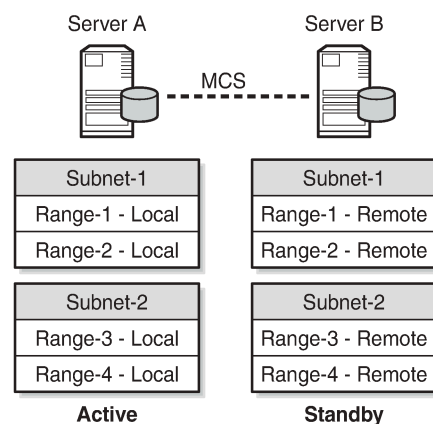 Server A
Server B
MCS
Subnet-1
Range-1 - Local
Range-2 - Local
Subnet-2
Range-3 - Local
Range-4 - Local
Active
Subnet-1
Range-1 - Remote
Range-2 - Remote
Subnet-2
Range-3 - Remote
Range-4 - Remote
Standby